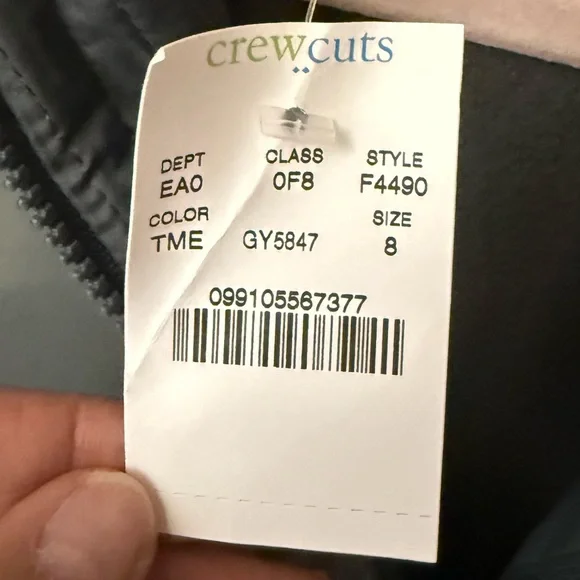 crewcuts
DEPT CLASS STYLE
EA0 0F8 F4490
COLOR SIZE
TME GY5847 8
099105567377